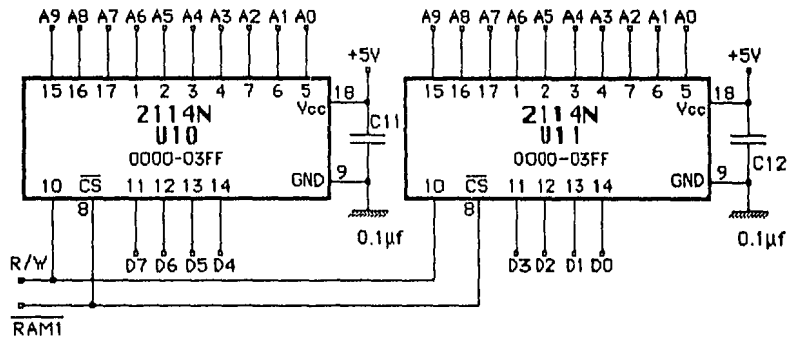 A9 A8 A7 A6 A5 A4 A3 A2 A1 A0 A9 A8 A7 A6 A5 A4 A3 A2 A1 A0
+5V +5V
15 16 17 1 2 3 4 7 6 5 18 15 16 17 1 2 3 4 7 6 5 18
Vcc Vcc
2114N 2114N
U10 U11
C11 C12
0000-03FF 0000-03FF
GND 9 GND 9
10 CS 11 12 13 14 10 CS 11 12 13 14
8 8
0.1µf 0.1µf
R/W D7 D6 D5 D4 D3 D2 D1 D0
RAM1